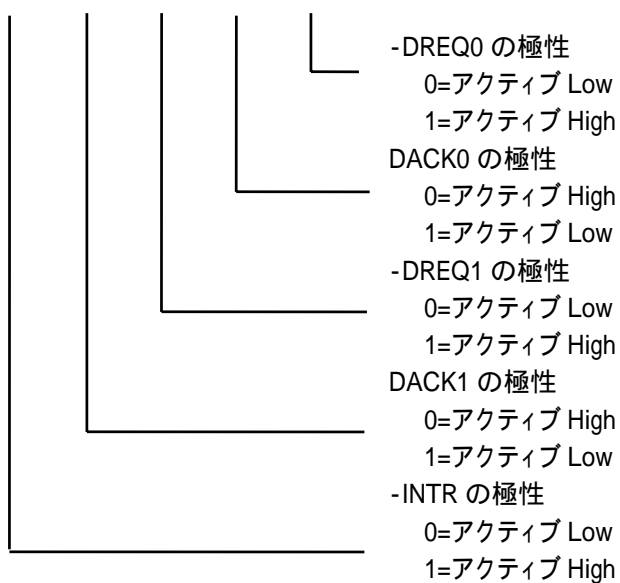 -DREQ0 の極性
0=アクティブ Low
1=アクティブ High
DACK0 の極性
0=アクティブ High
1=アクティブ Low
-DREQ1 の極性
0=アクティブ Low
1=アクティブ High
DACK1 の極性
0=アクティブ High
1=アクティブ Low
-INTR の極性
0=アクティブ Low
1=アクティブ High